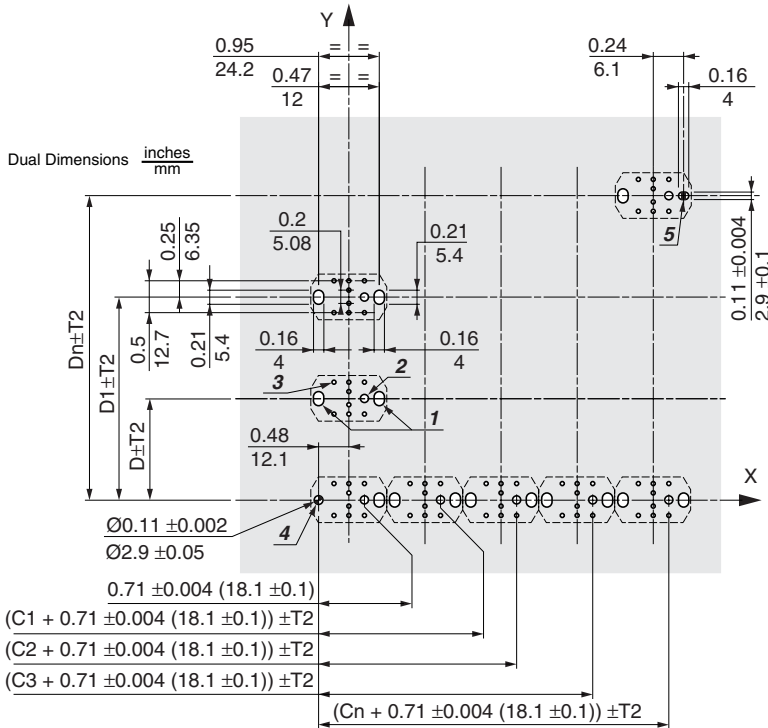 Y
0.95
24.2
= =
0.47
12
= =
0.24
6.1
0.16
4
Dual Dimensions inches
mm
0.2
5.08
0.21
5.4
5
0.11 ±0.004
2.9 ±0.1
0.25
6.35
0.5
12.7
0.21
5.4
0.16
4
0.16
4
Dn±T2
D1±T2
D±T2
3
2
1
0.48
12.1
X
Ø0.11 ±0.002
Ø2.9 ±0.05
4
0.71 ±0.004 (18.1 ±0.1)
(C1 + 0.71 ±0.004 (18.1 ±0.1)) ±T2
(C2 + 0.71 ±0.004 (18.1 ±0.1)) ±T2
(C3 + 0.71 ±0.004 (18.1 ±0.1)) ±T2
(Cn + 0.71 ±0.004 (18.1 ±0.1)) ±T2